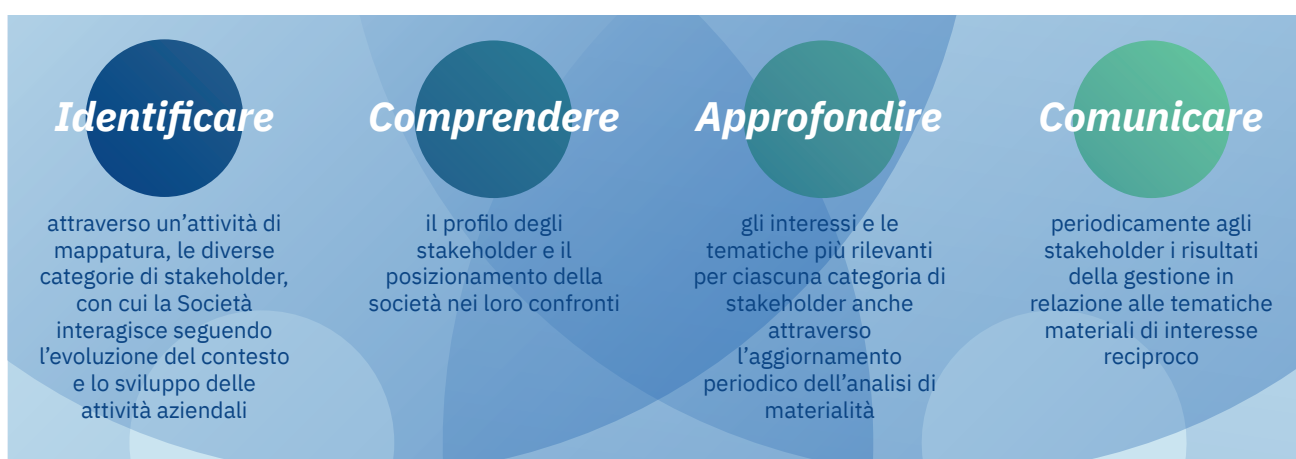 Identificare
attraverso un’attività di
mappatura, le diverse
categorie di stakeholder,
con cui la Società
interagisce seguendo
l’evoluzione del contesto
e lo sviluppo delle
attività aziendali
Comprendere
il profilo degli
stakeholder e il
posizionamento della
società nei loro confronti
Approfondire
gli interessi e le
tematiche più rilevanti
per ciascuna categoria di
stakeholder anche
attraverso
l’aggiornamento
periodico dell’analisi di
materialità
Comunicare
periodicamente agli
stakeholder i risultati
della gestione in
relazione alle tematiche
materiali di interesse
reciproco